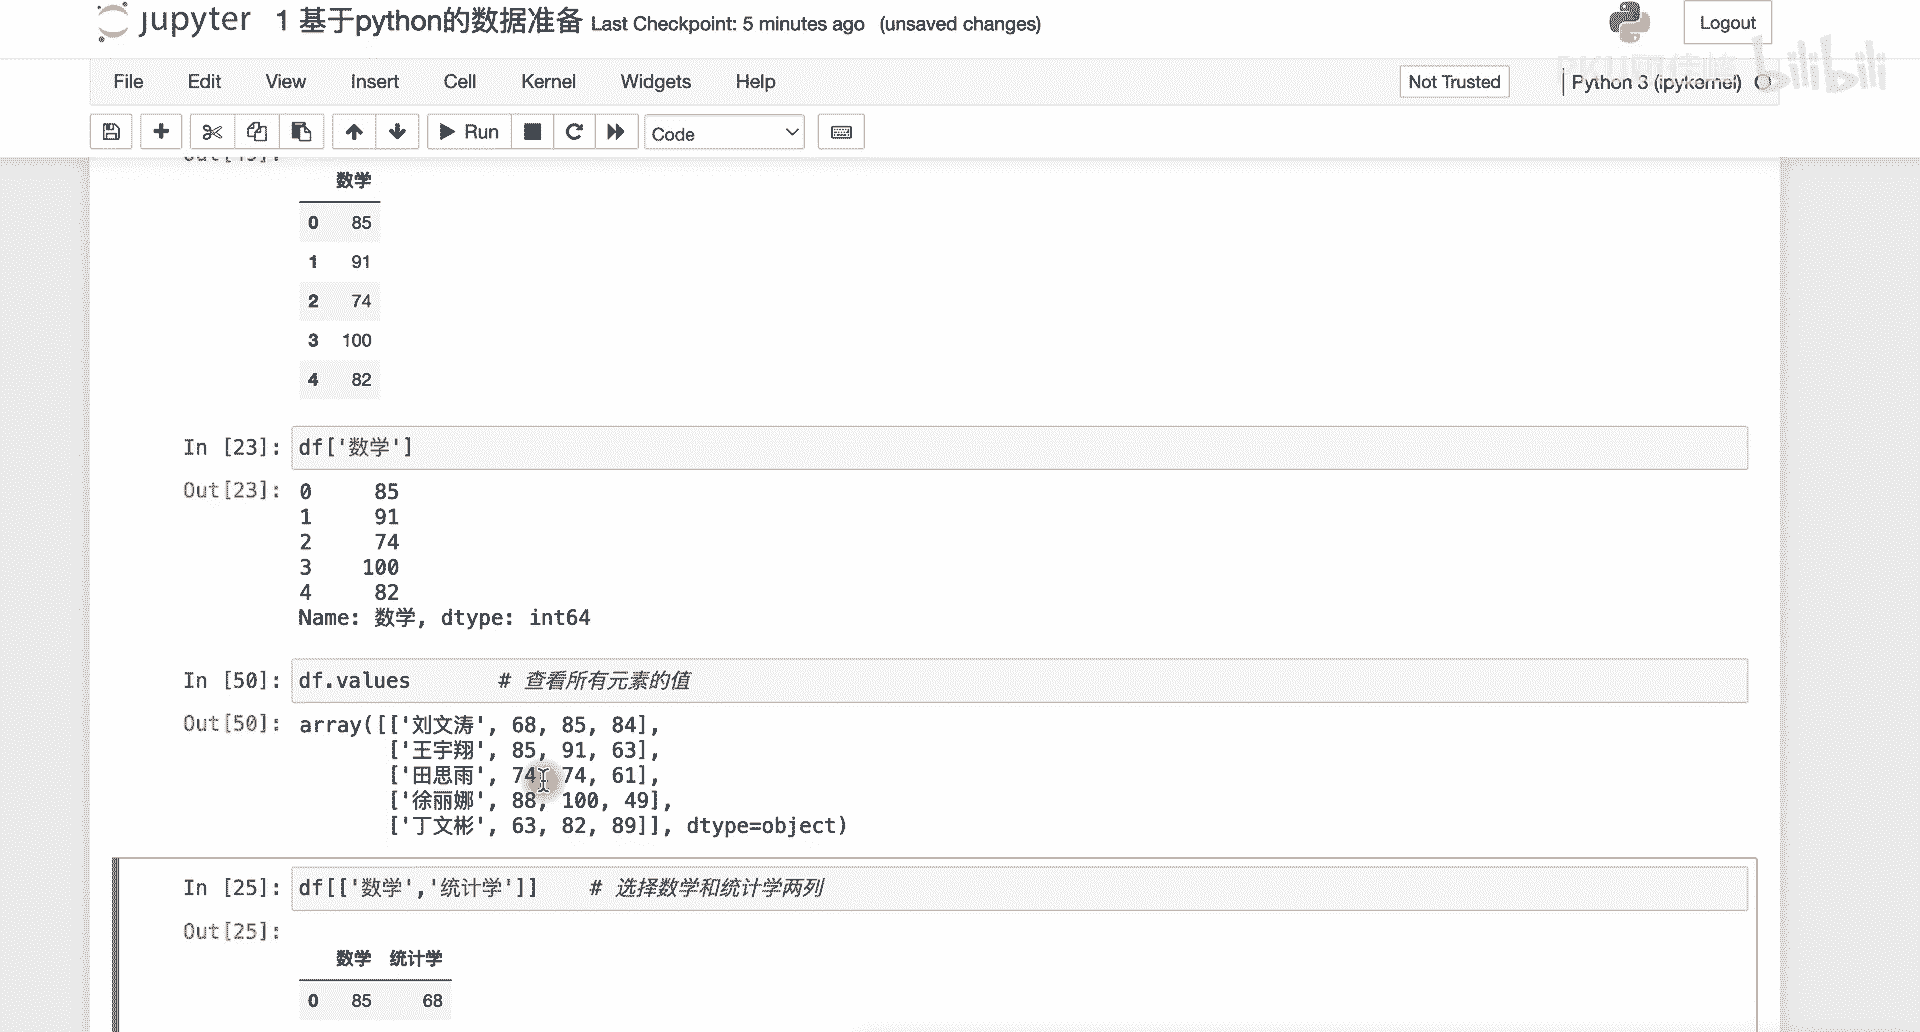 jupyter 1 基于python的数据准备 Last Checkpoint: 5 minutes ago (unsaved changes)
Logout
bilibili
File Edit View Insert Cell Kernel Widgets Help
Not Trusted
Python 3 (ipykernel)
Run
Code
数学
0 85
1 91
2 74
3 100
4 82
In [23]: df['数学']
Out[23]: 0 85
1 91
2 74
3 100
4 82
Name: 数学, dtype: int64
In [50]: df.values # 查看所有元素的值
Out[50]: array([['刘文涛', 68, 85, 84],
['王宇翔', 85, 91, 63],
['田思雨', 74, 74, 61],
['徐丽娜', 88, 100, 49],
['丁文彬', 63, 82, 89]], dtype=object)
In [25]: df[['数学','统计学']] # 选择数学和统计学两列
Out[25]:
数学 统计学
0 85 68